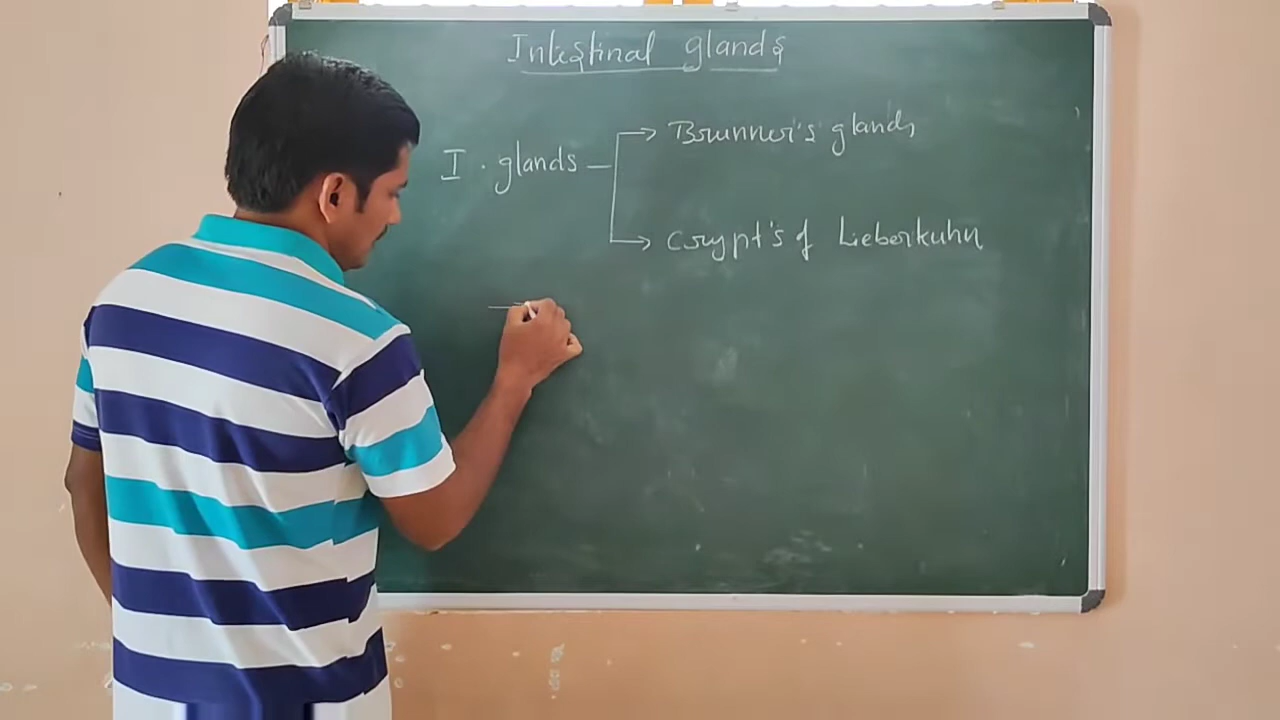 Intestinal glands
I. glands
Brunner's glands
Crypt's of Lieberkuhn